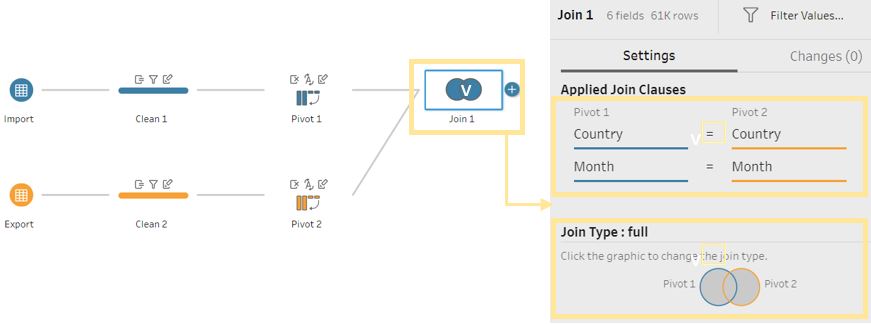 Import
Clean 1
Pivot 1
V
Join 1
Export
Clean 2
Pivot 2
Join 1 6 fields 61K rows Filter Values...
Settings Changes (0)
Applied Join Clauses
Pivot 1 Pivot 2
Country = Country
V
Month = Month
Join Type : full
Click the graphic to change the join type.
V
Pivot 1 Pivot 2